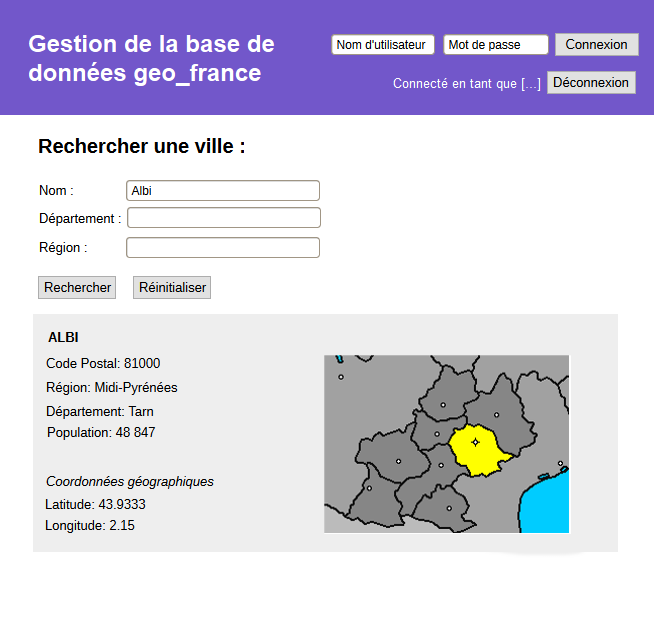 Gestion de la base de
données geo_france
Nom d'utilisateur
Mot de passe
Connexion
Connecté en tant que [...]
Déconnexion
Rechercher une ville :
Nom :
Albi
Département :
Région :
Rechercher
Réinitialiser
ALBI
Code Postal: 81000
Région: Midi-Pyrénées
Département: Tarn
Population: 48 847
Coordonnées géographiques
Latitude: 43.9333
Longitude: 2.15